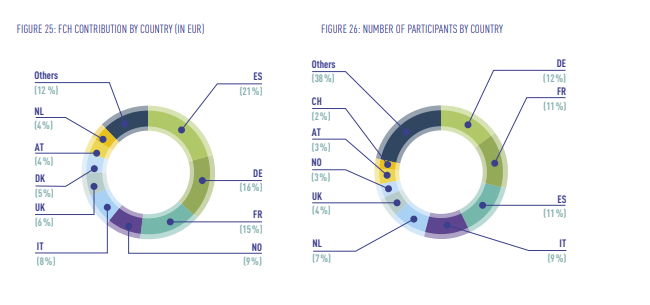 FIGURE 25: FCH CONTRIBUTION BY COUNTRY (IN EUR)
Others
(12%)
NL
(4%)
AT
(4%)
DK
(5%)
UK
(6%)
IT
(8%)
ES
(21%)
DE
(16%)
FR
(15%)
NO
(9%)
FIGURE 26: NUMBER OF PARTICIPANTS BY COUNTRY
Others
(38%)
CH
(2%)
AT
(3%)
NO
(3%)
UK
(4%)
NL
(7%)
DE
(12%)
FR
(11%)
ES
(11%)
IT
(9%)